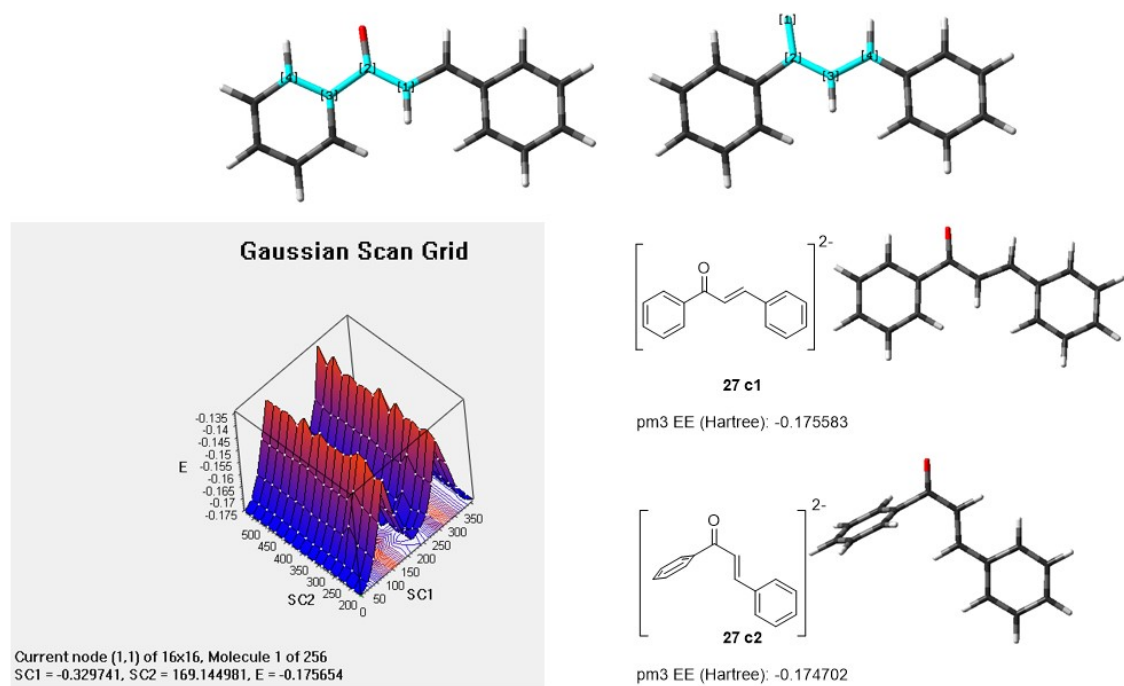 [4]
[3]
[2]
[1]
[1]
[2]
[3]
[4]
Gaussian Scan Grid
-0.135
-0.14
-0.145
-0.15
-0.155
-0.16
-0.165
-0.17
-0.175
E
500
450
400
350
300
250
200
SC2
0
50
100
150
200
250
300
350
SC1
Current node (1,1) of 16x16, Molecule 1 of 256
SC1 = -0.329741, SC2 = 169.144981, E = -0.175654
2-
O
27 c1
pm3 EE (Hartree): -0.175583
2-
O
27 c2
pm3 EE (Hartree): -0.174702